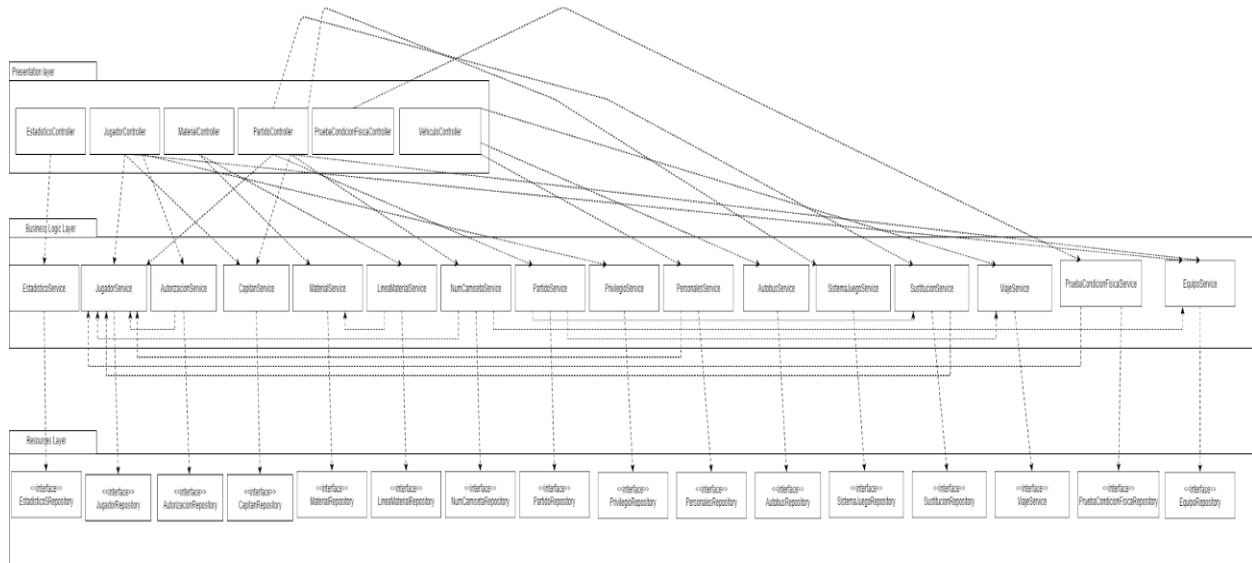 Presentation layer
EstadisticoController
JugadorController
MaterialController
PartidoController
PruebaCondicionFisicaController
VehiculoController
Business Logic Layer
EstadisticoService
JugadorService
AutorizacionService
CapitanService
MaterialService
LineaMaterialService
NumCamisetaService
PartidoService
PrivilegioService
PersonalesService
AutobusService
SistemaJuegoService
SustitucionService
ViajeService
PruebaCondicionFisicaService
EquipoService
Resources Layer
<<interface>>
EstadisticoSRepository
<<interface>>
JugadorRepository
<<interface>>
AutorizacionRepository
<<interface>>
CapitanRepository
<<interface>>
MaterialRepository
<<interface>>
LineaMaterialRepository
<<interface>>
NumCamisetaRepository
<<interface>>
PartidoRepository
<<interface>>
PrivilegioRepository
<<interface>>
PersonalesRepository
<<interface>>
AutobusRepository
<<interface>>
SistemaJuegoRepository
<<interface>>
SustitucionRepository
<<interface>>
ViajeService
<<interface>>
PruebaCondicionFisicaRepository
<<interface>>
EquipoRepository